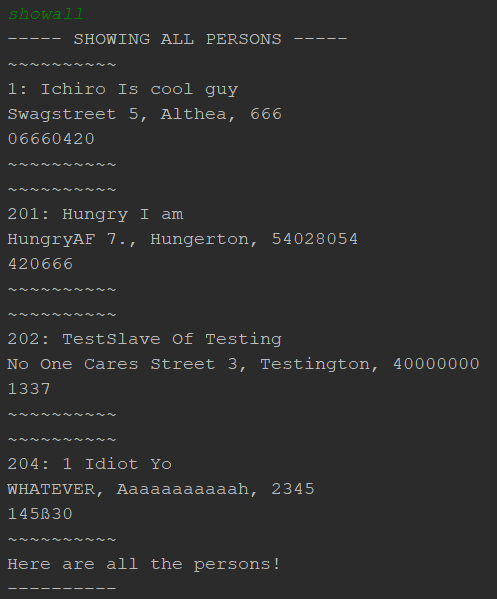 showall
----- SHOWING ALL PERSONS -----
~~~~~~~~~~
1: Ichiro Is cool guy
Swagstreet 5, Althea, 666
06660420
~~~~~~~~~~
~~~~~~~~~~
201: Hungry I am
HungryAF 7., Hungerton, 54028054
420666
~~~~~~~~~~
~~~~~~~~~~
202: TestSlave Of Testing
No One Cares Street 3, Testington, 40000000
1337
~~~~~~~~~~
~~~~~~~~~~
204: 1 Idiot Yo
WHATEVER, Aaaaaaaaaaah, 2345
145ß30
~~~~~~~~~~
Here are all the persons!
----------